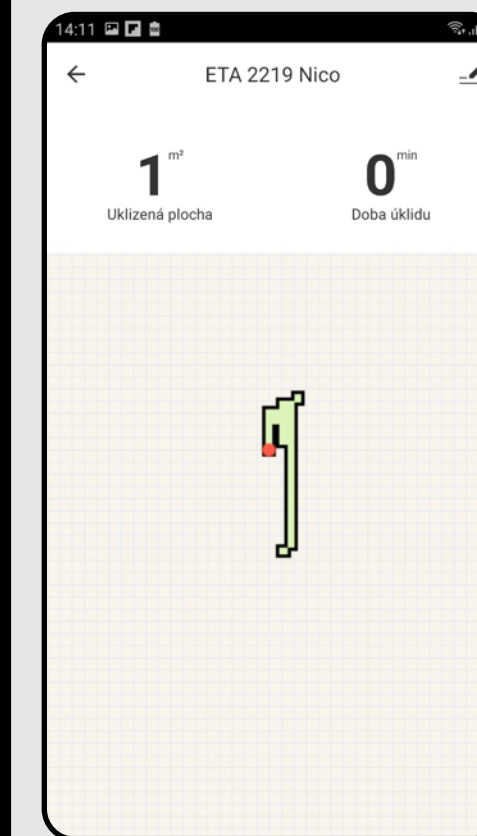 14:11
ETA 2219 Nico
1 m²
0 min
Uklizená plocha
Doba úklidu